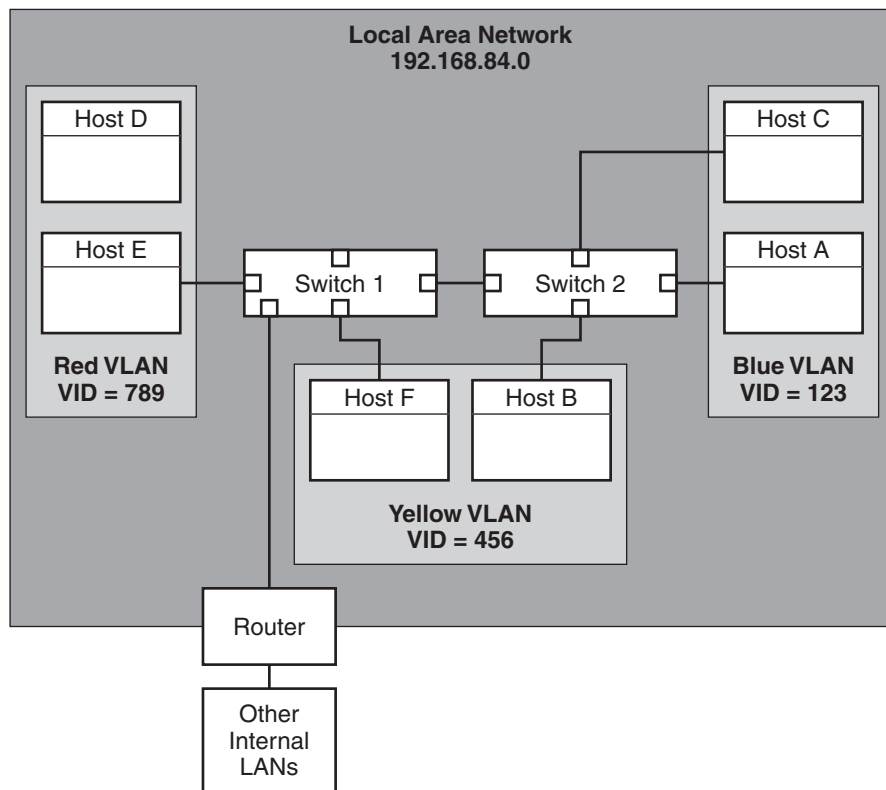 Local Area Network
192.168.84.0
Host D
Host C
Host E
Switch 1
Switch 2
Host A
Red VLAN
VID = 789
Blue VLAN
VID = 123
Host F
Host B
Yellow VLAN
VID = 456
Router
Other
Internal
LANs